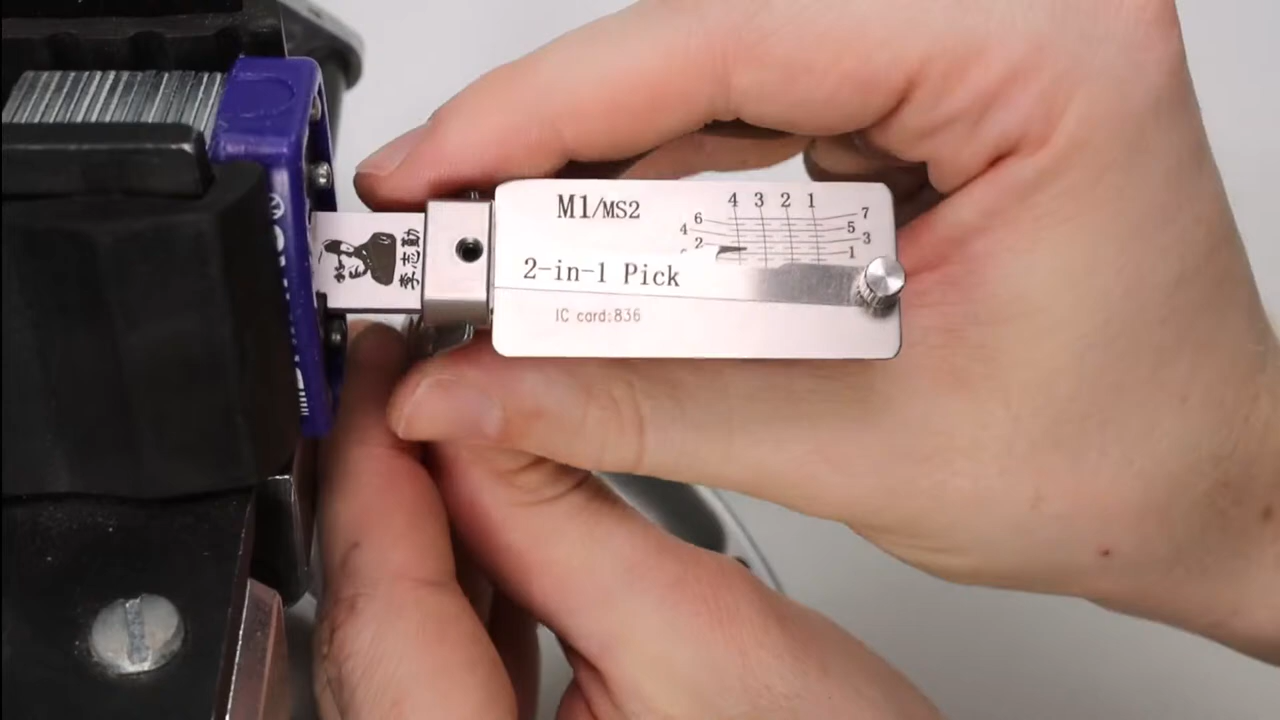 M1/MS2
4 3 2 1
6
7
4
5
2
3
1
2-in-1 Pick
IC card:836
李志勤